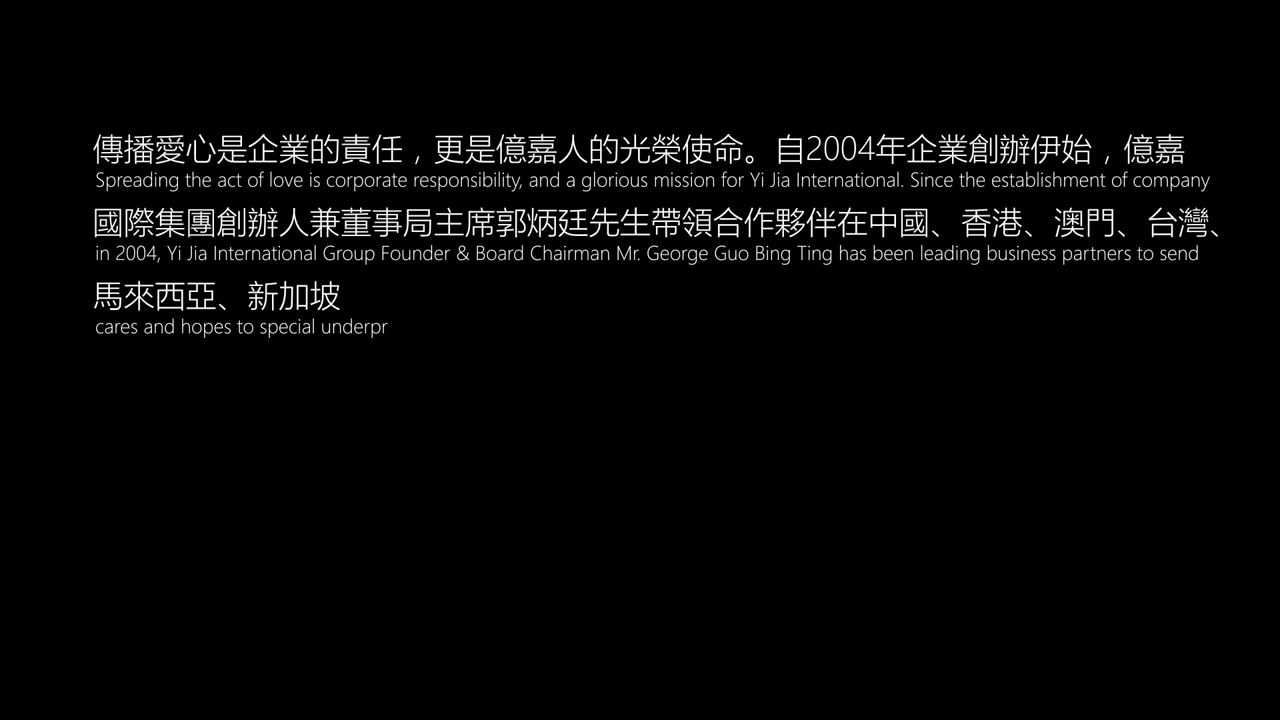 傳播愛心是企業的責任，更是億嘉人的光榮使命。自2004年企業創辦伊始，億嘉
Spreading the act of love is corporate responsibility, and a glorious mission for Yi Jia International. Since the establishment of company
國際集團創辦人兼董事局主席郭炳廷先生帶領合作夥伴在中國、香港、澳門、台灣、
in 2004, Yi Jia International Group Founder & Board Chairman Mr. George Guo Bing Ting has been leading business partners to send
馬來西亞、新加坡
cares and hopes to special underpr